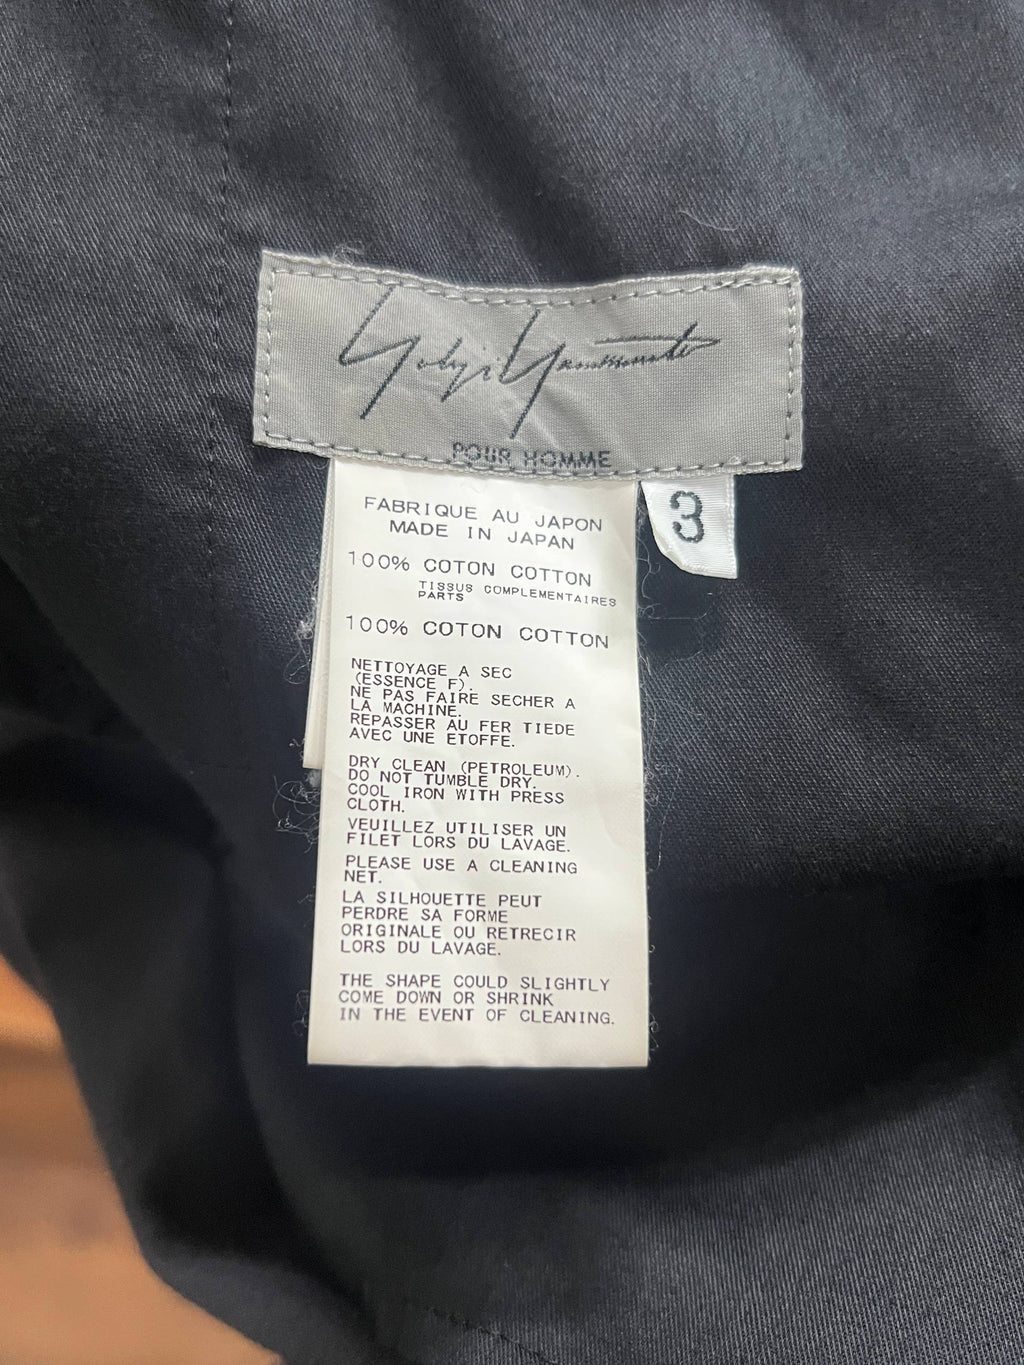 Yohji Yamamoto
POUR HOMME
3
FABRIQUE AU JAPON
MADE IN JAPAN
100% COTON COTTON
TISSUS COMPLEMENTAIRES
PARTS
100% COTON COTTON
NETTOYAGE A SEC
(ESSENCE F).
NE PAS FAIRE SECHER A
LA MACHINE.
REPASSER AU FER TIEDE
AVEC UNE ETOFFE.
DRY CLEAN (PETROLEUM).
DO NOT TUMBLE DRY.
COOL IRON WITH PRESS
CLOTH.
VEUILLEZ UTILISER UN
FILET LORS DU LAVAGE.
PLEASE USE A CLEANING
NET.
LA SILHOUETTE PEUT
PERDRE SA FORME
ORIGINALE OU RETRECIR
LORS DU LAVAGE.
THE SHAPE COULD SLIGHTLY
COME DOWN OR SHRINK
IN THE EVENT OF CLEANING.